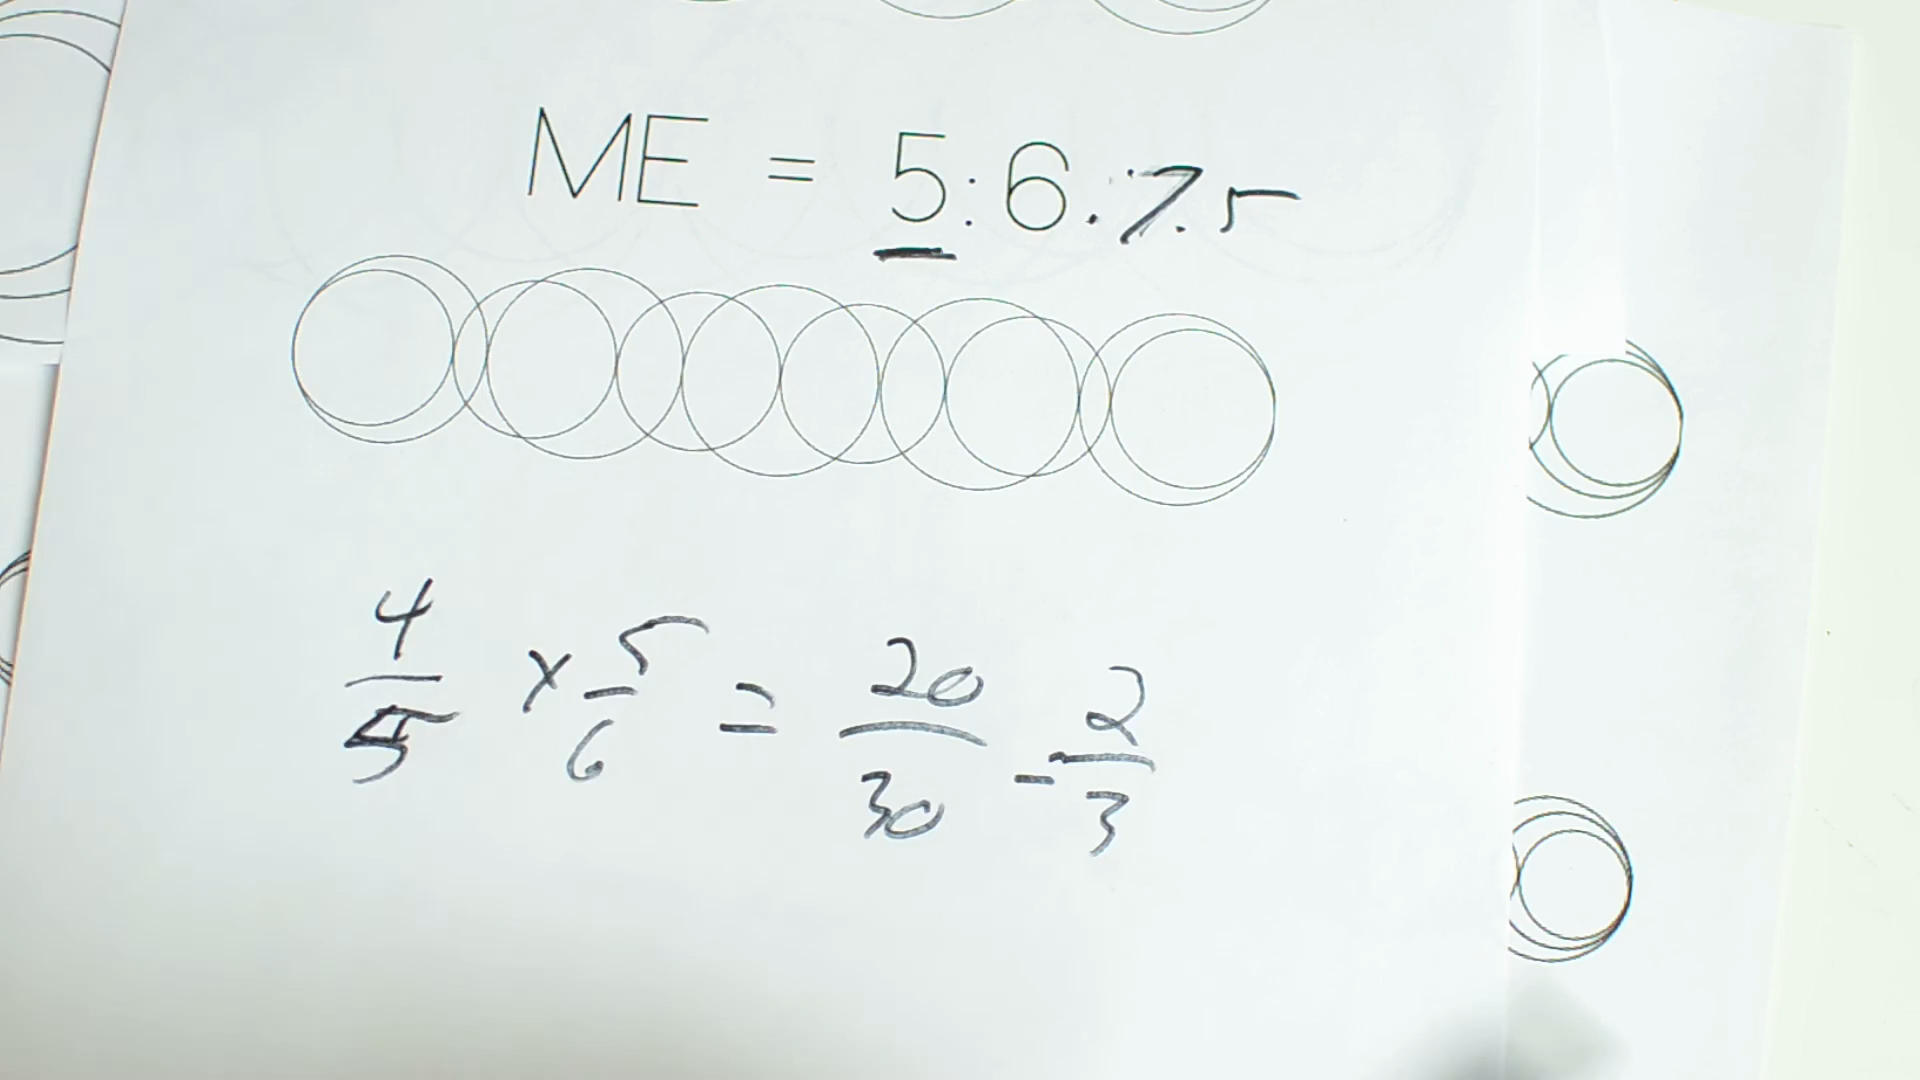 ME = 5:6:7.5
4/5 x 5/6 = 20/30 = 2/3